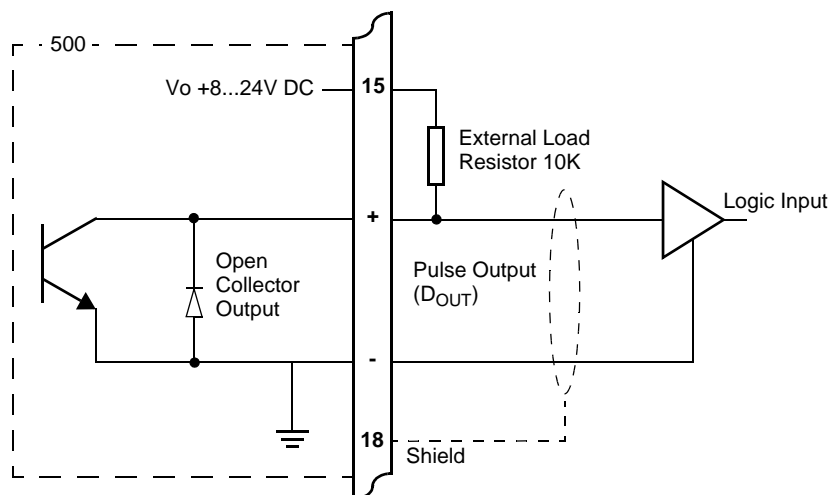 500
15
Vo +8...24V DC
External Load
Resistor 10K
Logic Input
+
Open
Collector
Output
Pulse Output
(DOUT)
-
18
Shield